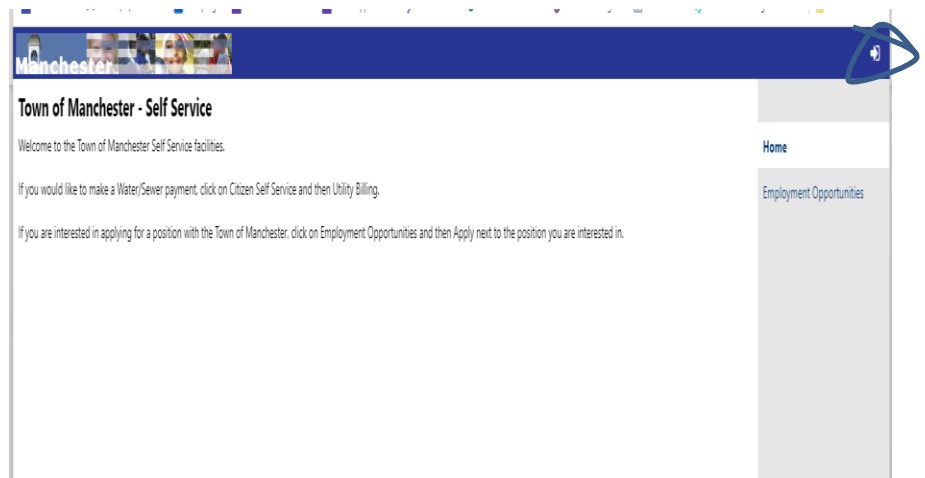 Manchester
Town of Manchester - Self Service
Welcome to the Town of Manchester Self Service facilities.
Home
If you would like to make a Water/Sewer payment, click on Citizen Self Service and then Utility Billing.
Employment Opportunities
If you are interested in applying for a position with the Town of Manchester, click on Employment Opportunities and then Apply next to the position you are interested in.